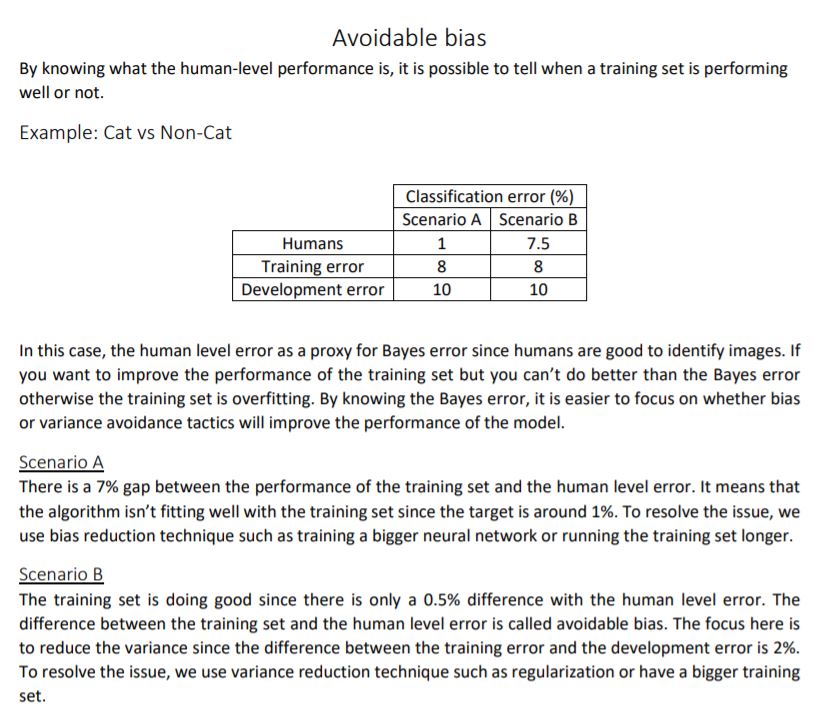 Avoidable bias
By knowing what the human-level performance is, it is possible to tell when a training set is performing
well or not.
Example: Cat vs Non-Cat
Classification error (%)
Scenario A Scenario B
Humans 1 7.5
Training error 8 8
Development error 10 10
In this case, the human level error as a proxy for Bayes error since humans are good to identify images. If
you want to improve the performance of the training set but you can't do better than the Bayes error
otherwise the training set is overfitting. By knowing the Bayes error, it is easier to focus on whether bias
or variance avoidance tactics will improve the performance of the model.
Scenario A
There is a 7% gap between the performance of the training set and the human level error. It means that
the algorithm isn't fitting well with the training set since the target is around 1%. To resolve the issue, we
use bias reduction technique such as training a bigger neural network or running the training set longer.
Scenario B
The training set is doing good since there is only a 0.5% difference with the human level error. The
difference between the training set and the human level error is called avoidable bias. The focus here is
to reduce the variance since the difference between the training error and the development error is 2%.
To resolve the issue, we use variance reduction technique such as regularization or have a bigger training
set.